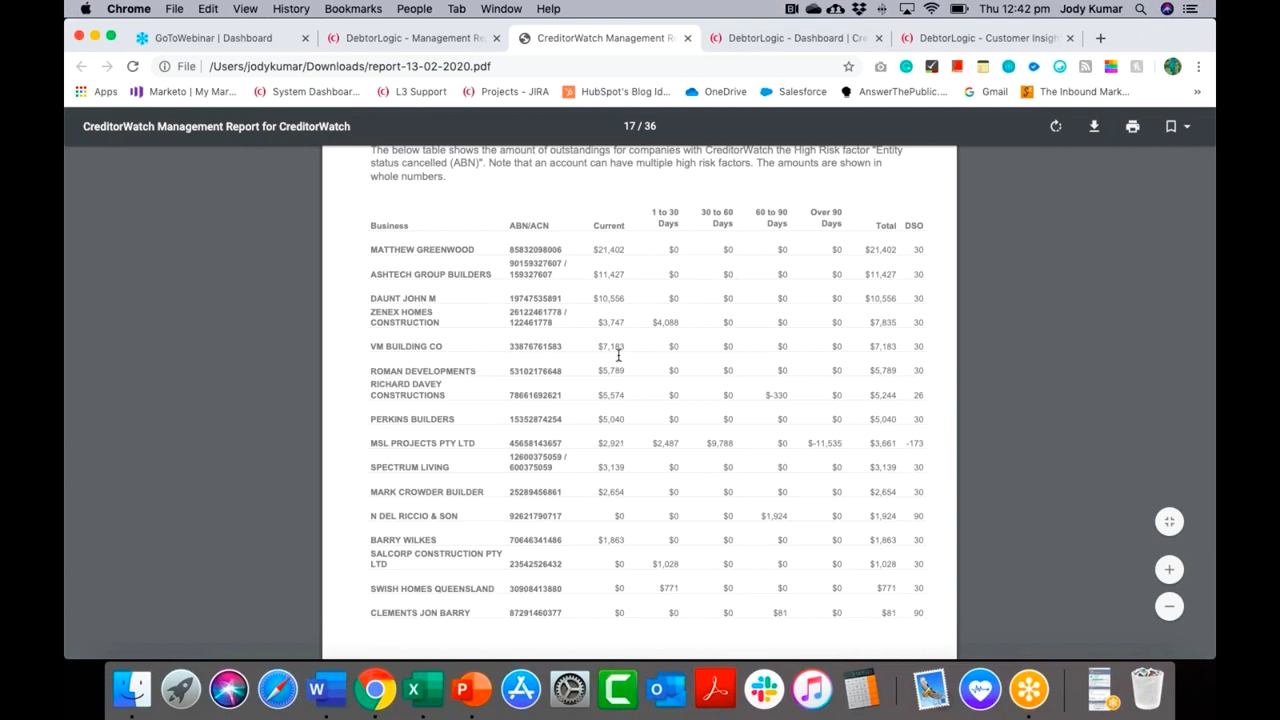 Chrome File Edit View History Bookmarks People Tab Window Help Thu 12:42 pm Jody Kumar
GoToWebinar | Dashboard DebtorLogic - Management Re CreditorWatch Management R DebtorLogic - Dashboard | Cre DebtorLogic - Customer Insigh
File /Users/jodykumar/Downloads/report-13-02-2020.pdf
Apps Marketo | My Mar... System Dashboar... L3 Support Projects - JIRA HubSpot's Blog Id... OneDrive Salesforce AnswerThePublic.... Gmail The Inbound Mark... »
CreditorWatch Management Report for CreditorWatch 17 / 36
The below table shows the amount of outstandings for companies with CreditorWatch the High Risk factor "Entity
status cancelled (ABN)". Note that an account can have multiple high risk factors. The amounts are shown in
whole numbers.
1 to 30 30 to 60 60 to 90 Over 90
Business ABN/ACN Current Days Days Days Days Total DSO
MATTHEW GREENWOOD 85832098006 $21,402 $0 $0 $0 $0 $21,402 30
90159327607 /
ASHTECH GROUP BUILDERS 159327607 $11,427 $0 $0 $0 $0 $11,427 30
DAUNT JOHN M 19747535891 $10,556 $0 $0 $0 $0 $10,556 30
ZENEX HOMES 26122461778 /
CONSTRUCTION 122461778 $3,747 $4,088 $0 $0 $0 $7,835 30
VM BUILDING CO 33876761583 $7,183 $0 $0 $0 $0 $7,183 30
ROMAN DEVELOPMENTS 53102176648 $5,789 $0 $0 $0 $0 $5,789 30
RICHARD DAVEY
CONSTRUCTIONS 78661692621 $5,574 $0 $0 $-330 $0 $5,244 26
PERKINS BUILDERS 15352874254 $5,040 $0 $0 $0 $0 $5,040 30
MSL PROJECTS PTY LTD 45658143657 $2,921 $2,487 $9,788 $0 $-11,535 $3,661 -173
12600375059 /
SPECTRUM LIVING 600375059 $3,139 $0 $0 $0 $0 $3,139 30
MARK CROWDER BUILDER 25289456861 $2,654 $0 $0 $0 $0 $2,654 30
N DEL RICCIO & SON 92621790717 $0 $0 $0 $1,924 $0 $1,924 90
BARRY WILKES 70646341486 $1,863 $0 $0 $0 $0 $1,863 30
SALCORP CONSTRUCTION PTY
LTD 23542526432 $0 $1,028 $0 $0 $0 $1,028 30
SWISH HOMES QUEENSLAND 30908413880 $0 $771 $0 $0 $0 $771 30
CLEMENTS JON BARRY 87291460377 $0 $0 $0 $81 $0 $81 90